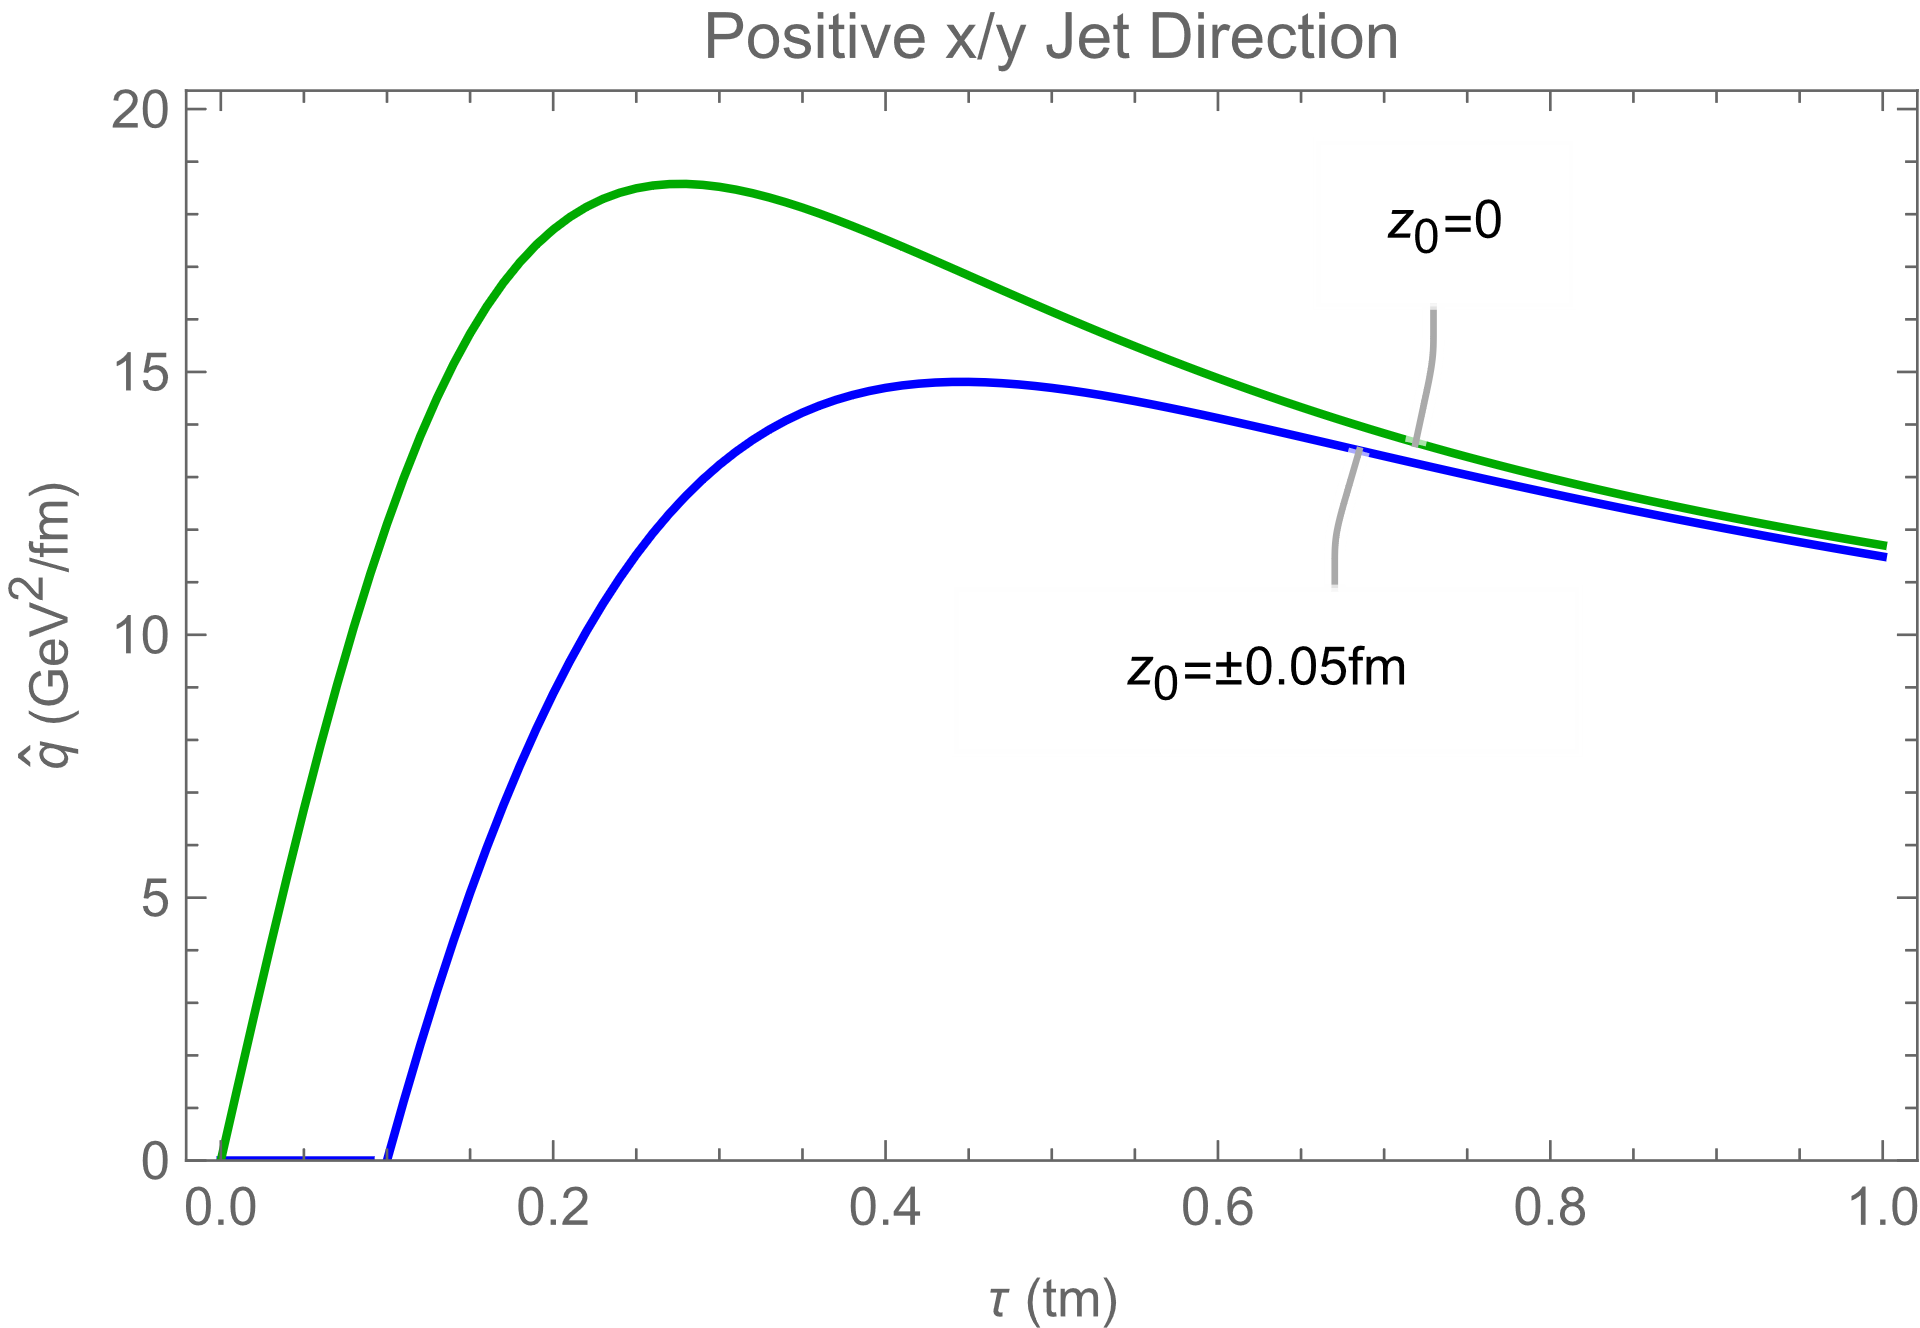 Positive x/y Jet Direction
20
15
10
5
0
q̂ (GeV²/fm)
z₀=0
z₀=±0.05fm
0.0 0.2 0.4 0.6 0.8 1.0
τ (tm)